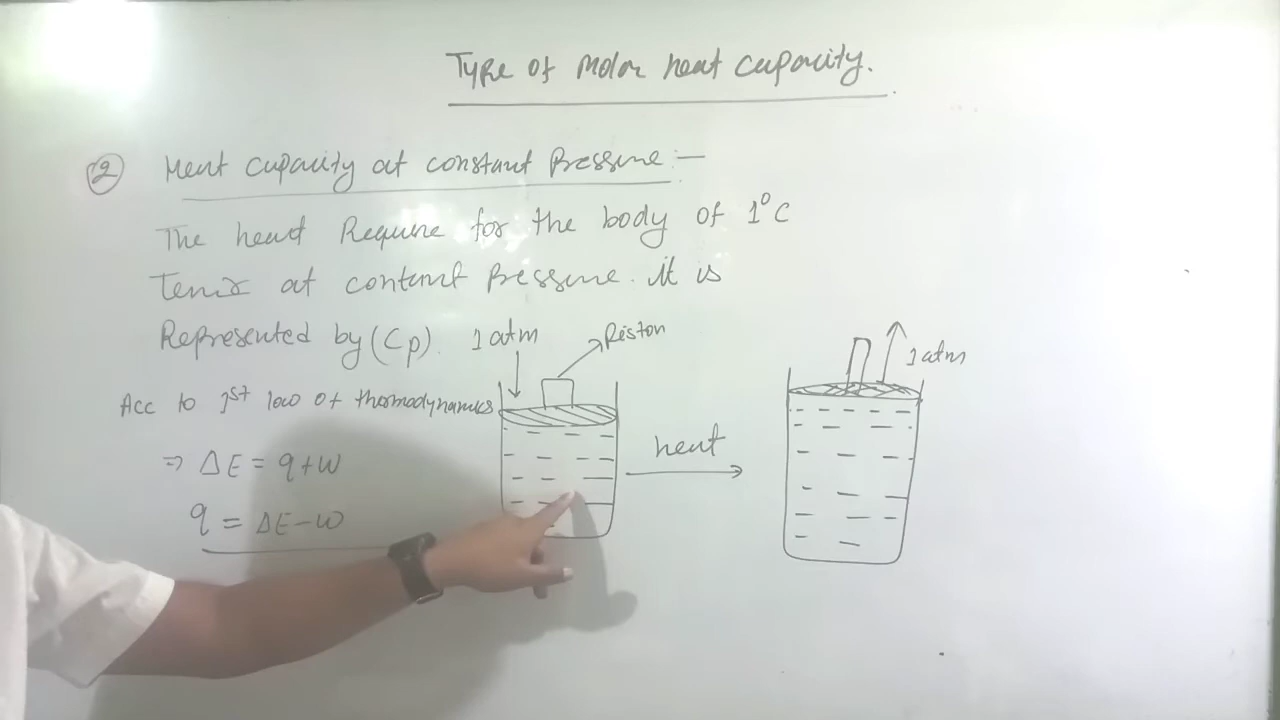 Type of Molar heat capacity.
② Heat capacity at constant Pressure :-
The heat Require for the body of 1°C
Temp at contant Pressure. it is
Represented by (Cp).
1 atm
Piston
Acc to 1st law of thermodynamics
⇒ ΔE = q+w
q = ΔE-w
heat
1 atm